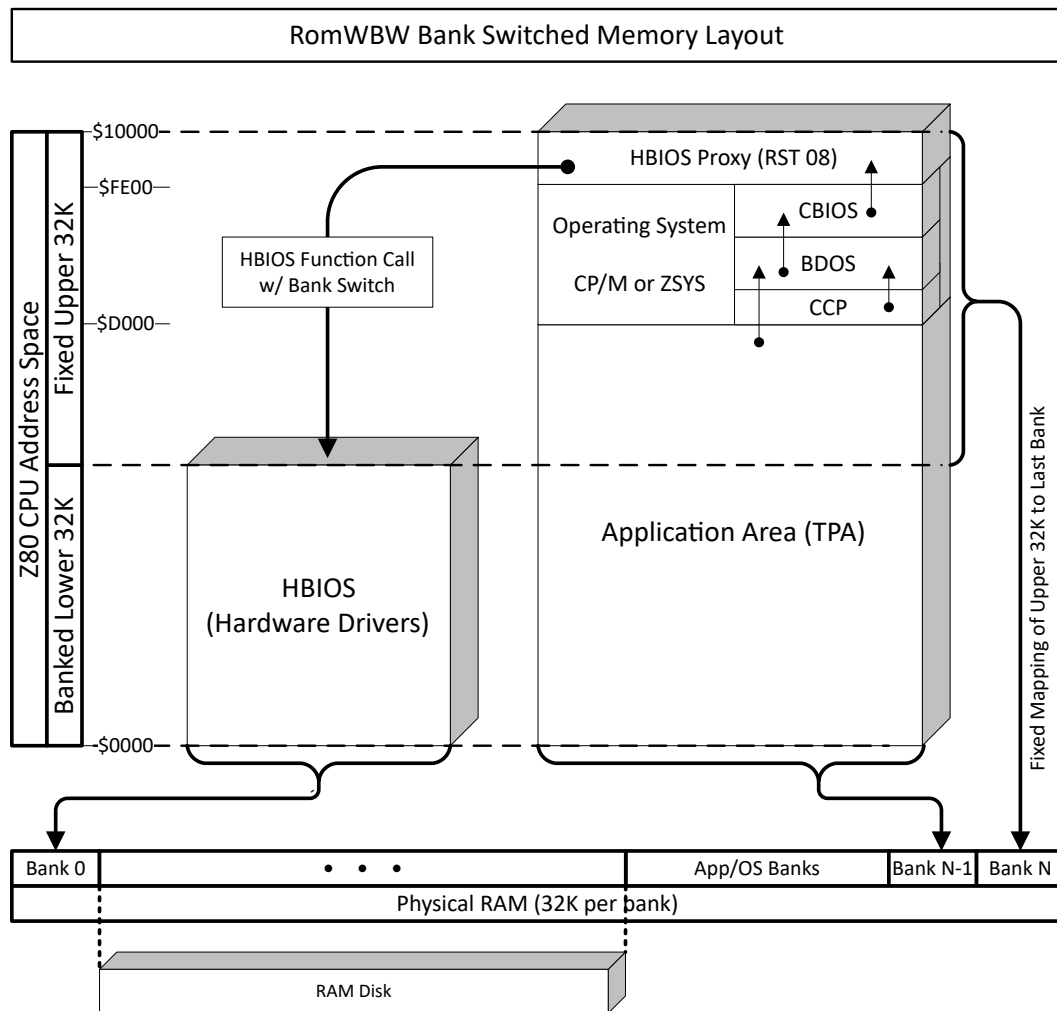 RomWBW Bank Switched Memory Layout
$10000
HBIOS Proxy (RST 08)
$FE00
Operating System
CP/M or ZSYS
CBIOS
BDOS
CCP
HBIOS Function Call
w/ Bank Switch
$D000
Z80 CPU Address Space
Fixed Upper 32K
Banked Lower 32K
HBIOS
(Hardware Drivers)
Application Area (TPA)
Fixed Mapping of Upper 32K to Last Bank
$0000
Bank 0
• • •
App/OS Banks
Bank N-1
Bank N
Physical RAM (32K per bank)
RAM Disk